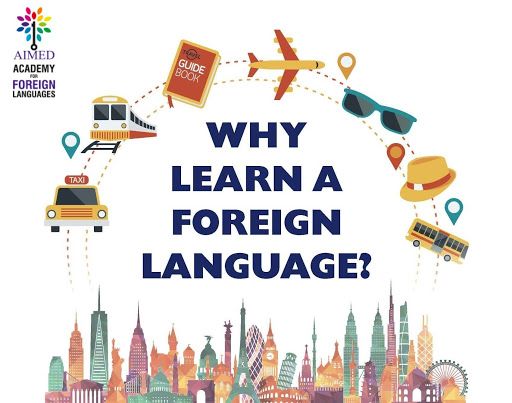 AIMED
ACADEMY
FOR
FOREIGN
LANGUAGES
TRAVEL
GUIDE
BOOK
TAXI
WHY
LEARN A
FOREIGN
LANGUAGE?